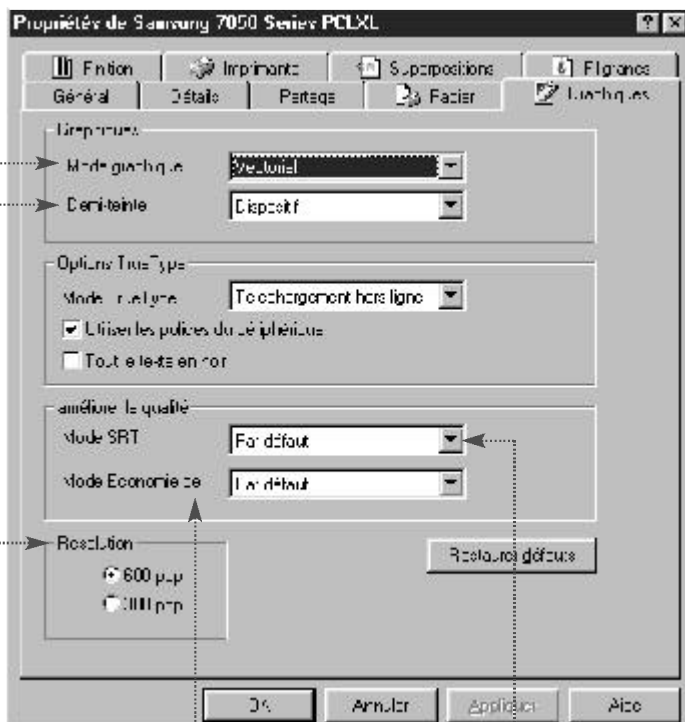 Propriétés de Samsung 7050 Series PCLXL
Finition
Imprimante
Superpositions
Filigranes
Général
Détails
Partage
Papier
Graphiques
Graphiques
Mode graphique
Vectoriel
Demi-teinte
Dispositif
Options TrueType
Mode TrueType
Téléchargement hors ligne
Utiliser les polices du périphérique
Tout le texte en noir
améliorer la qualité
Mode SRT
Par défaut
Mode Economie de
Par défaut
Resolution
600 ppp
300 ppp
Restaurer défauts
OK
Annuler
Appliquer
Aide